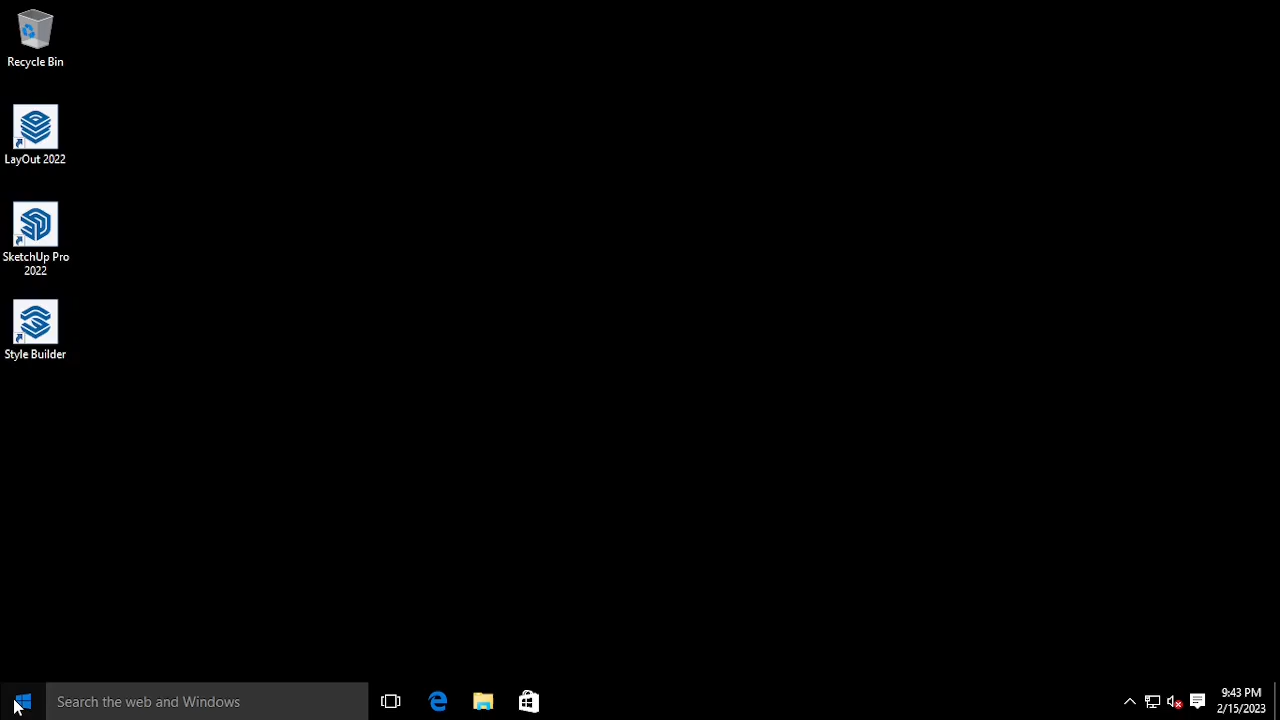 Recycle Bin
LayOut 2022
SketchUp Pro
2022
Style Builder
Search the web and Windows
9:43 PM
2/15/2023